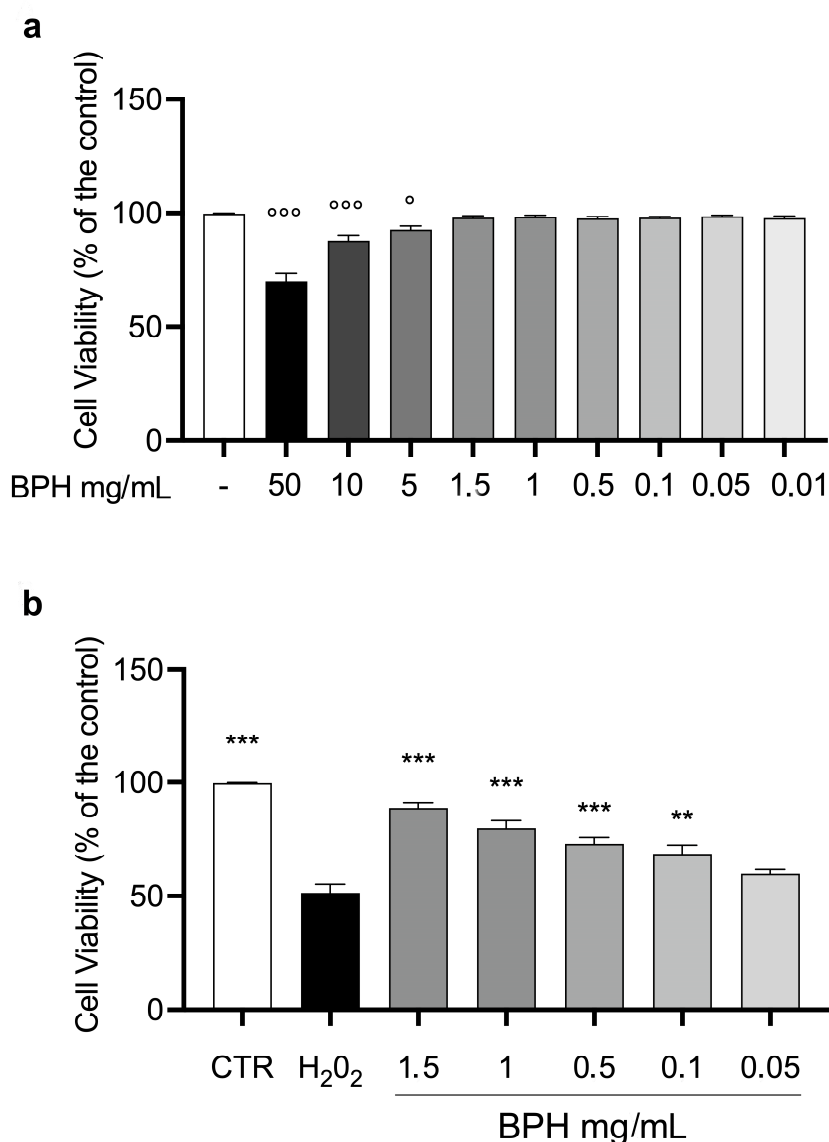 a
Cell Viability (% of the control)
150
100
50
0
°°° °°° °
BPH mg/mL - 50 10 5 1.5 1 0.5 0.1 0.05 0.01
b
Cell Viability (% of the control)
150
100
50
0
*** *** *** *** **
CTR H₂0₂ 1.5 1 0.5 0.1 0.05
BPH mg/mL